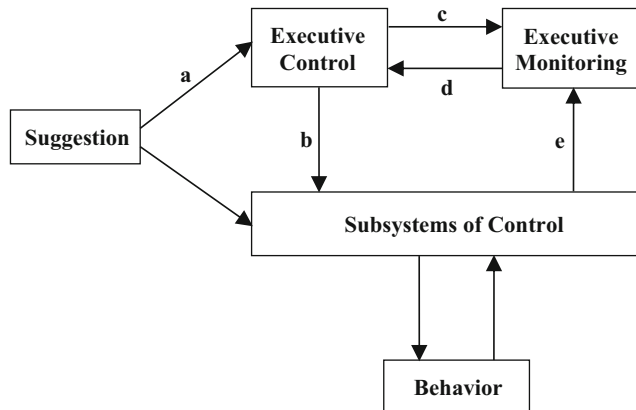 c
Executive
Control
Executive
Monitoring
a
d
Suggestion
b
e
Subsystems of Control
Behavior